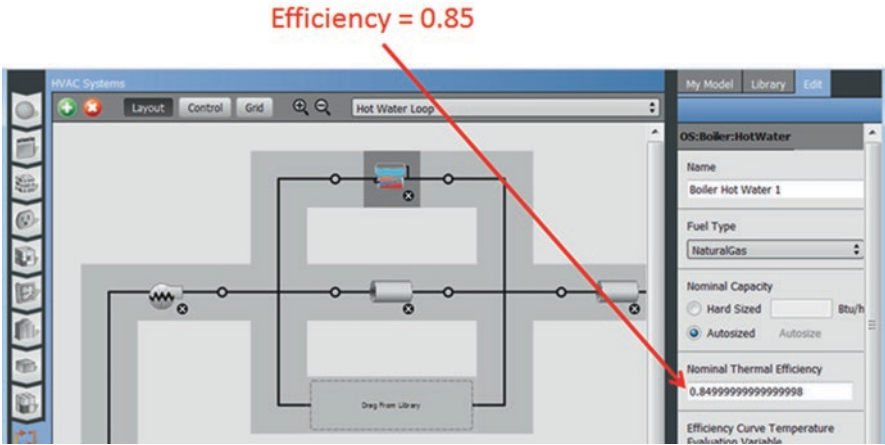 Efficiency = 0.85
HVAC Systems
Layout Control Grid Hot Water Loop
My Model Library Edit
OS:Boiler:HotWater
Name
Boiler Hot Water 1
Fuel Type
NaturalGas
Nominal Capacity
Hard Sized Btu/h
Autosized Autosize
Nominal Thermal Efficiency
0.84999999999999998
Efficiency Curve Temperature
Evaluation Variable
Drag From Library